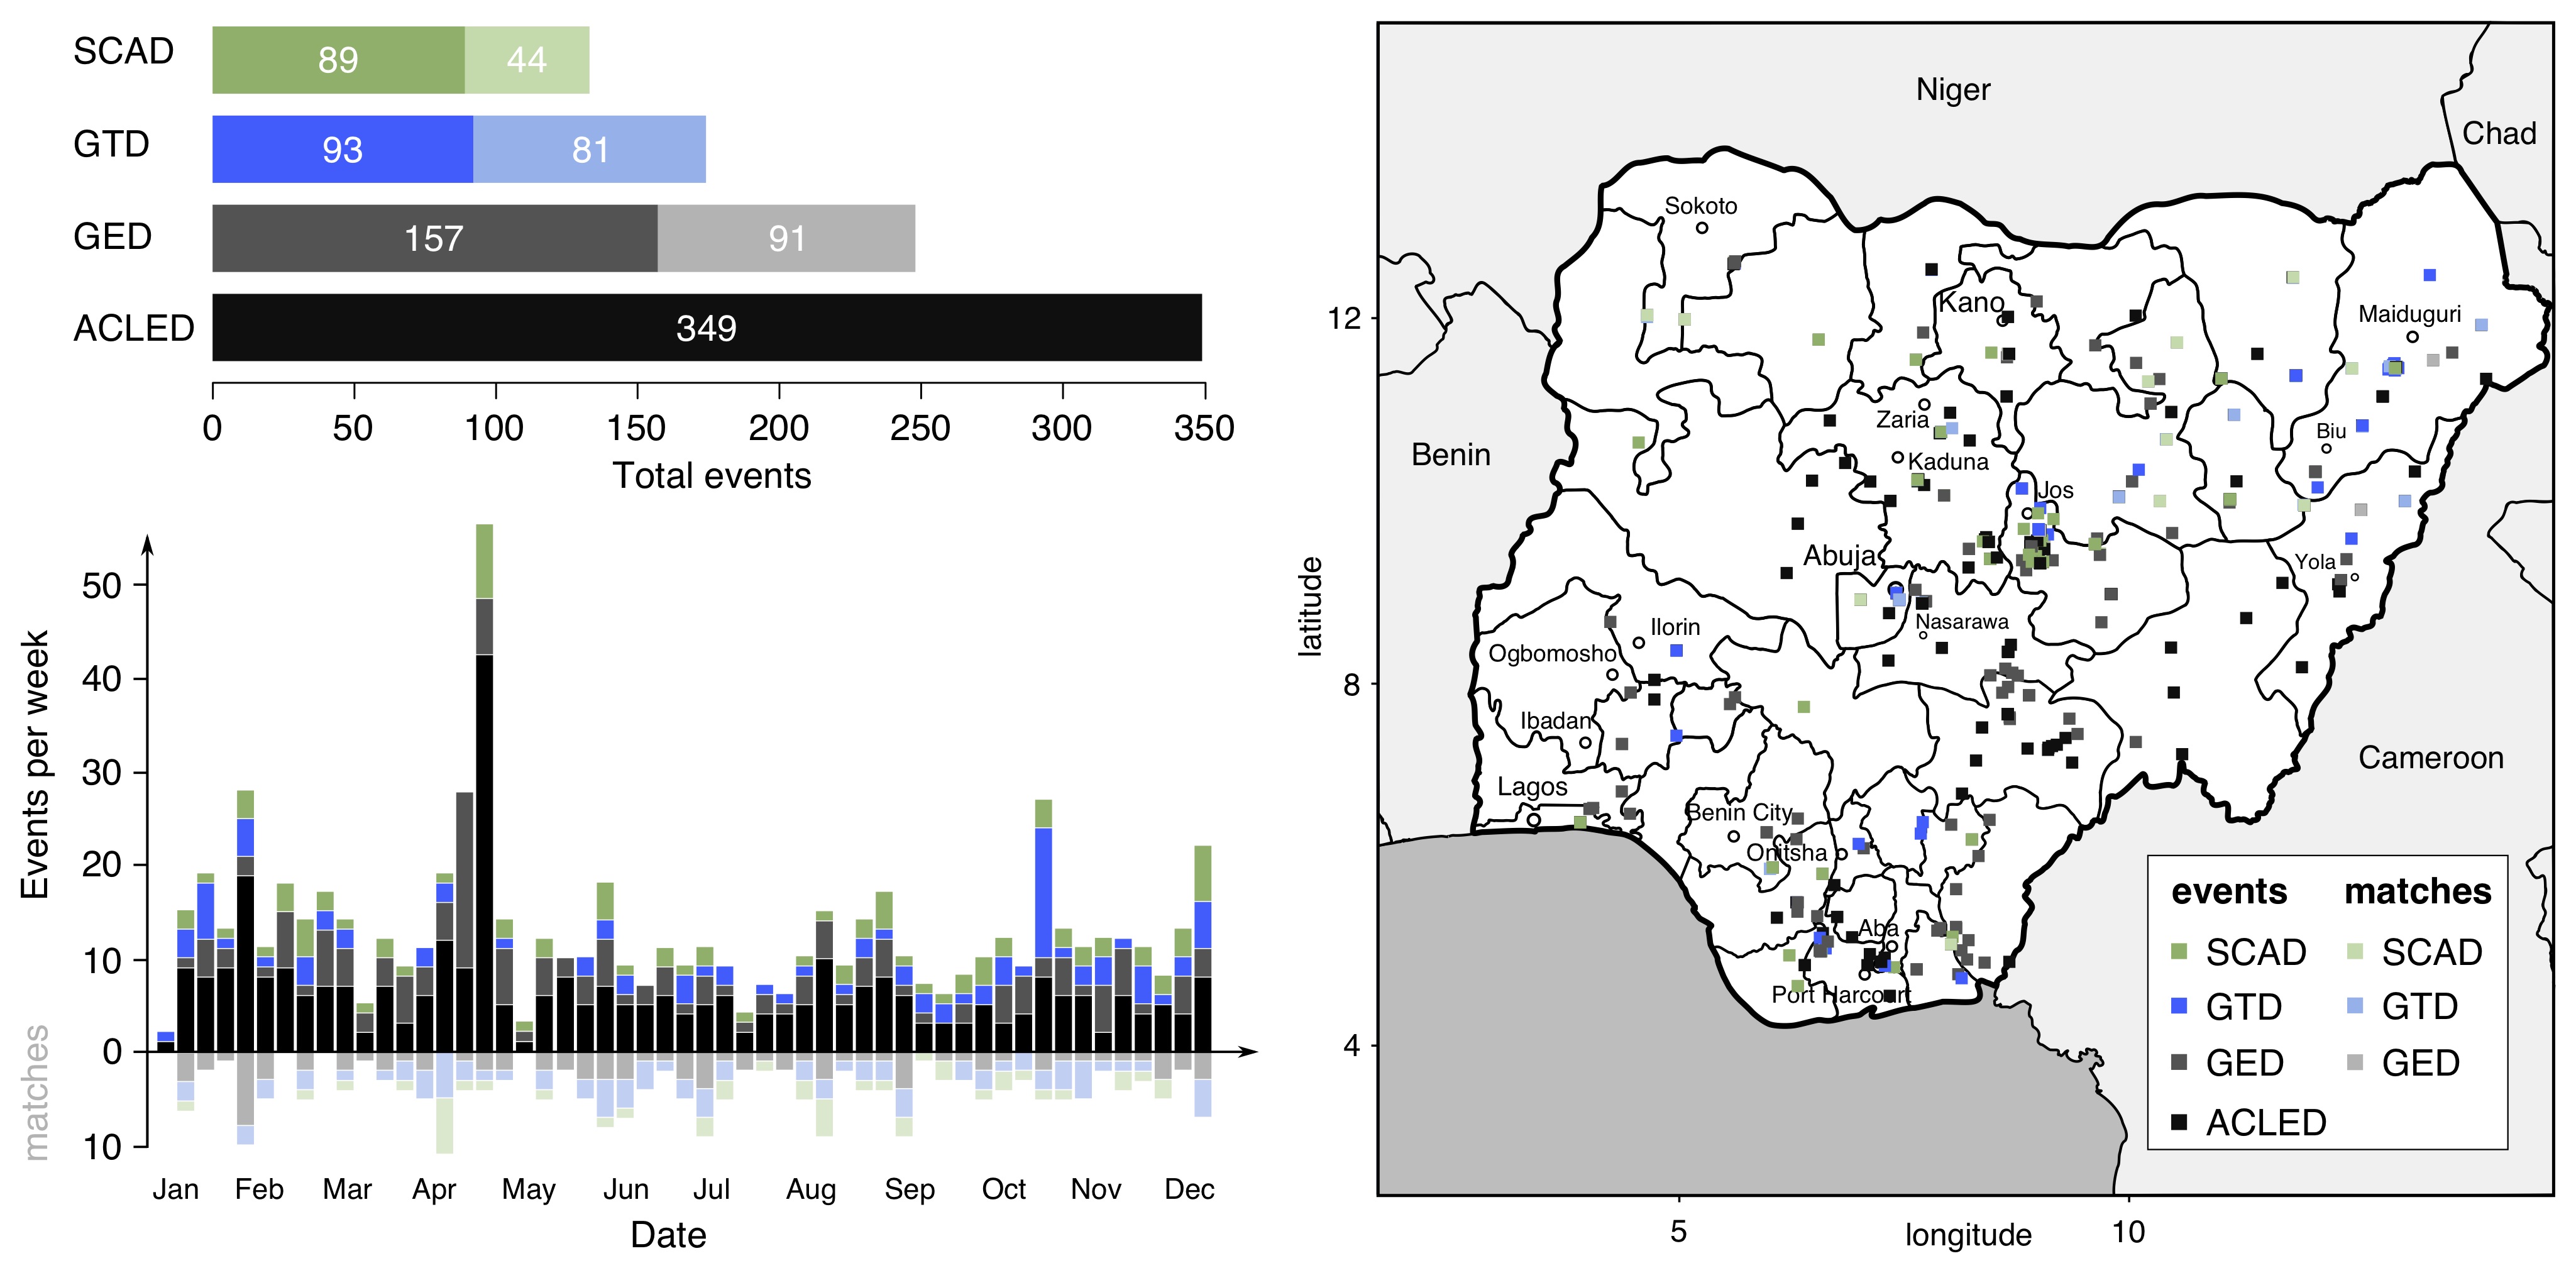 SCAD
89
44
GTD
93
81
GED
157
91
ACLED
349
0
50
100
150
200
250
300
350
Total events
Events per week
matches
50
40
30
20
10
0
10
Jan
Feb
Mar
Apr
May
Jun
Jul
Aug
Sep
Oct
Nov
Dec
Date
latitude
12
8
4
Niger
Chad
Benin
Cameroon
Sokoto
Kano
Maiduguri
Zaria
Biu
Kaduna
Jos
Abuja
Yola
Nasarawa
Ilorin
Ogbomosho
Ibadan
Lagos
Benin City
Onitsha
Aba
Port Harcourt
5
longitude
10
events matches
SCAD SCAD
GTD GTD
GED GED
ACLED